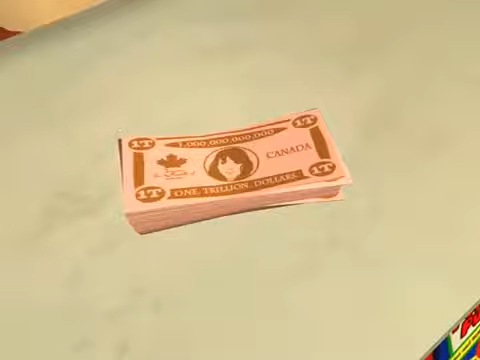 1T 1,000,000,000,000 1T
CANADA
1T ONE TRILLION DOLLARS 1T